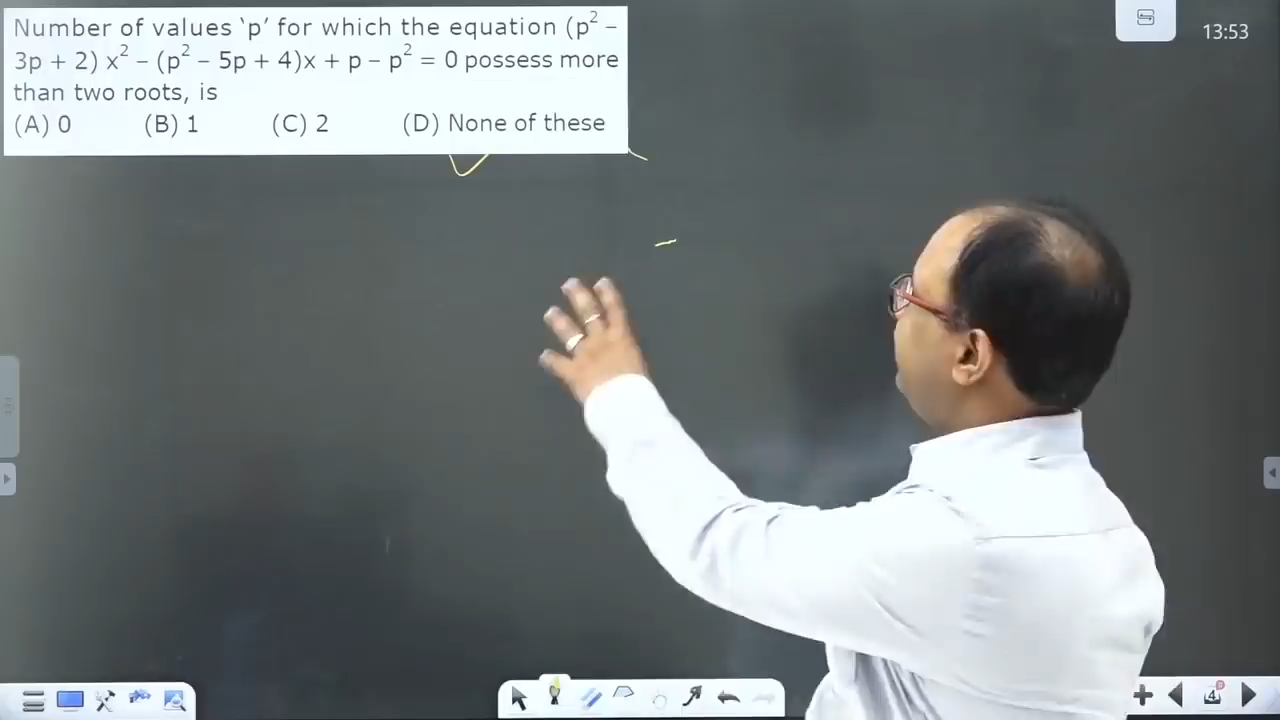 Number of values ‘p’ for which the equation (p² –
3p + 2) x² – (p² – 5p + 4)x + p – p² = 0 possess more
than two roots, is
(A) 0 (B) 1 (C) 2 (D) None of these
13:53
4